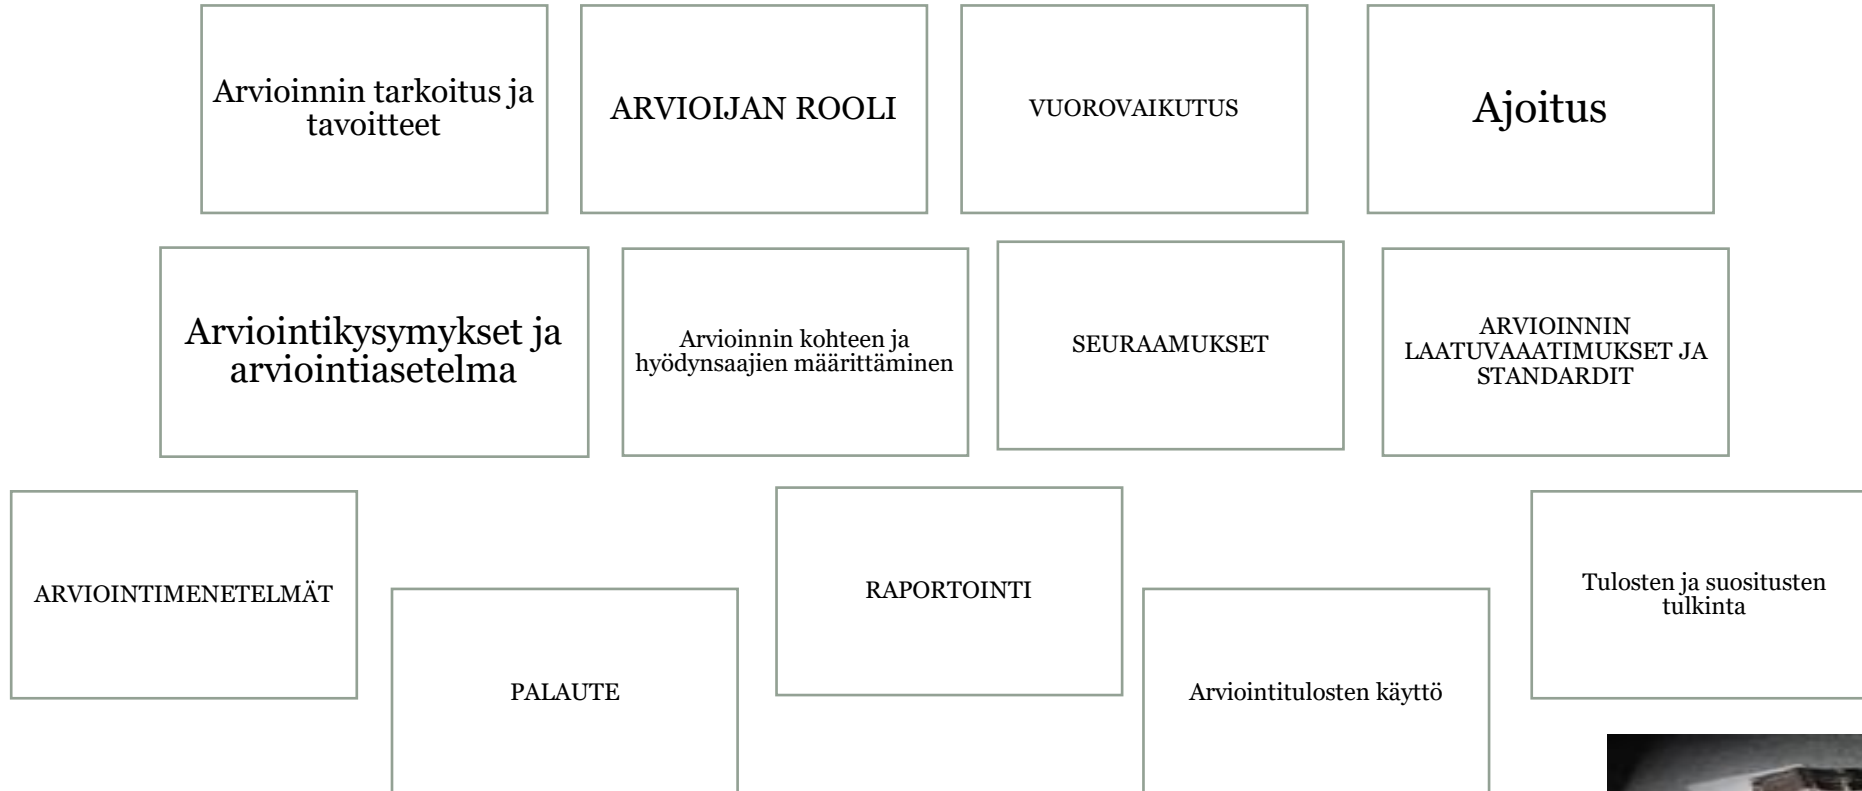 Arvioinnin tarkoitus ja
tavoitteet
ARVIOIJAN ROOLI
VUOROVAIKUTUS
Ajoitus
Arviointikysymykset ja
arviointiasetelma
Arvioinnin kohteen ja
hyödynsaajien määrittäminen
SEURAAMUKSET
ARVIOINNIN
LAATUVAAATIMUKSET JA
STANDARDIT
ARVIOINTIMENETELMÄT
PALAUTE
RAPORTOINTI
Arviointitulosten käyttö
Tulosten ja suositusten
tulkinta